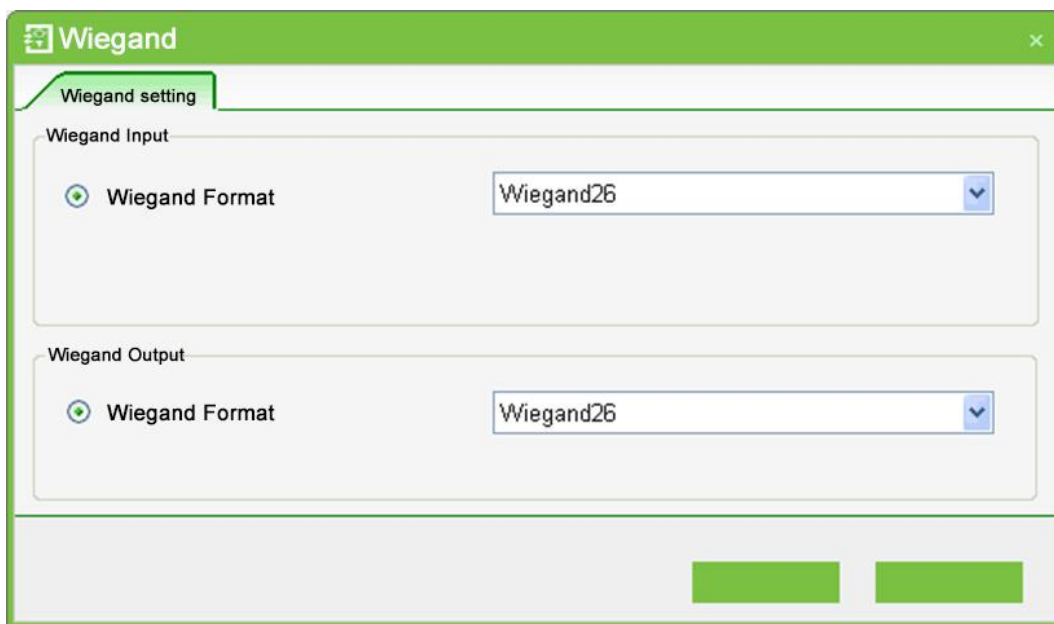 Wiegand
Wiegand setting
Wiegand Input
Wiegand Format
Wiegand26
Wiegand Output
Wiegand Format
Wiegand26